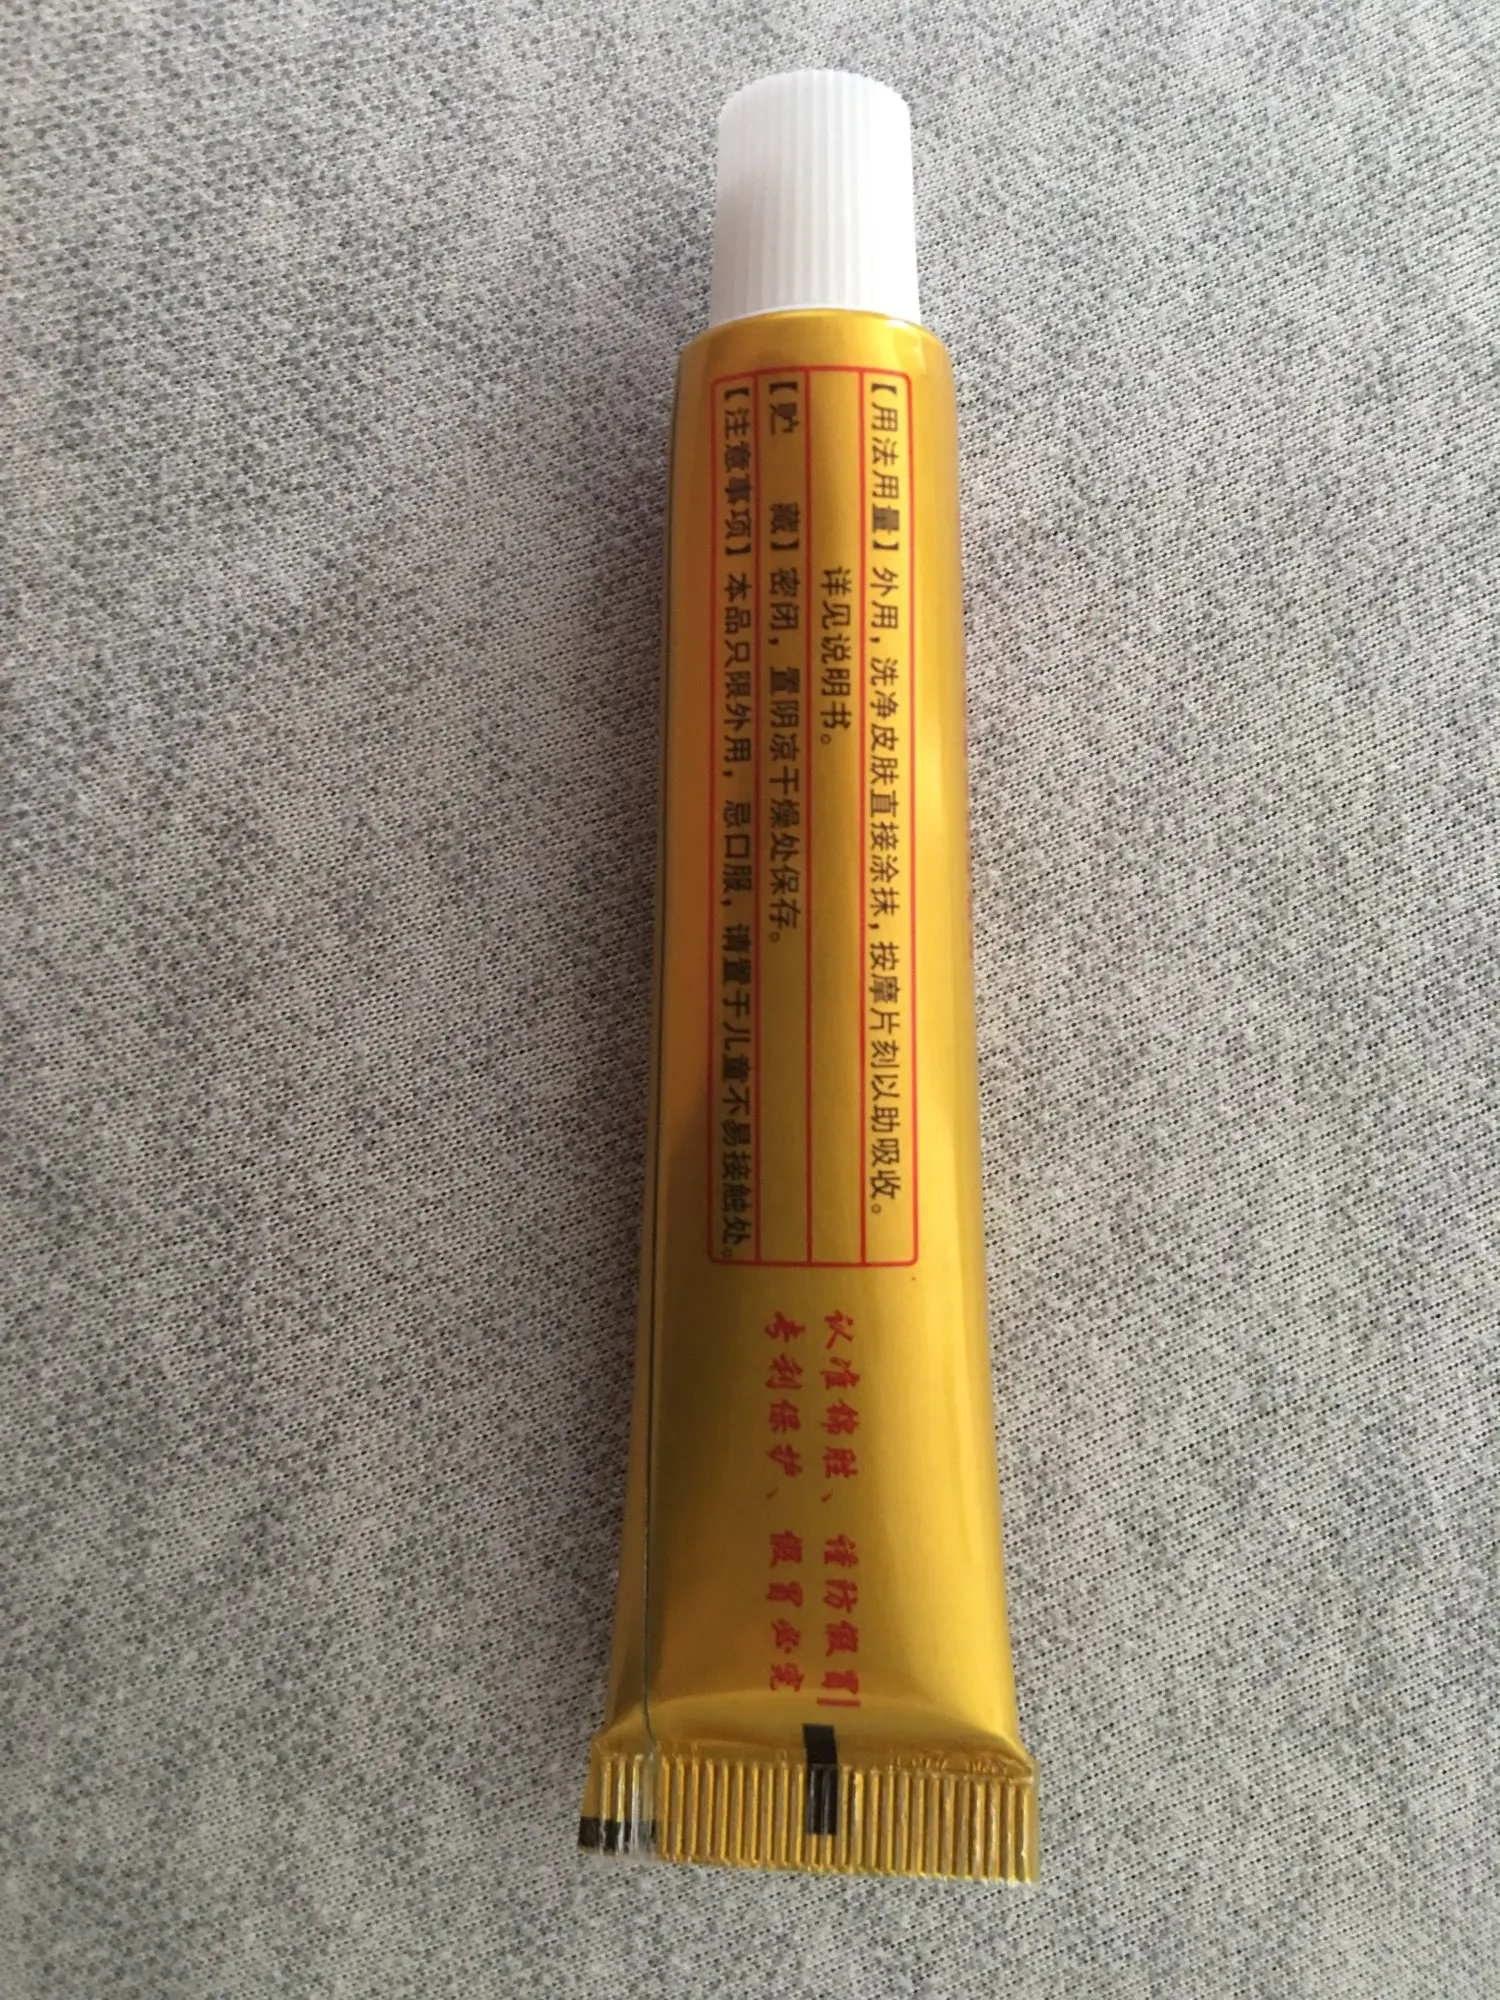 【用法用量】外用，洗净皮肤直接涂抹，按摩片刻以助吸收。
详见说明书。
【贮 藏】密闭，置阴凉干燥处保存。
【注意事项】本品只限外用，忌口服，请置于儿童不易接触处。
认准锦胜、谨防假冒
专利保护、假冒必究